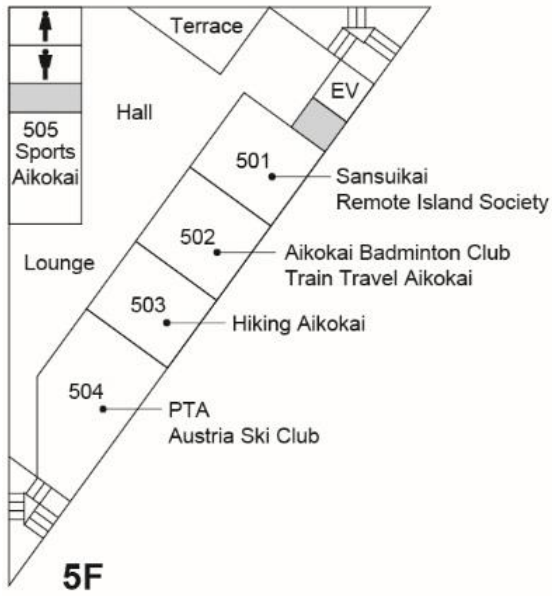 Terrace
EV
Hall
505
Sports
Aikokai
501
Sansuikai
Remote Island Society
502
Aikokai Badminton Club
Train Travel Aikokai
Lounge
503
Hiking Aikokai
504
PTA
Austria Ski Club
5F